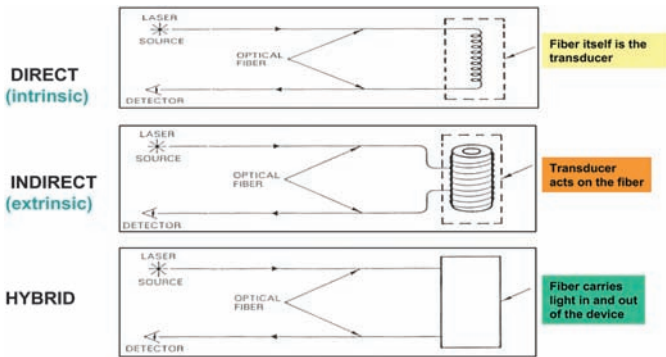 DIRECT
(intrinsic)
LASER
SOURCE
OPTICAL
FIBER
DETECTOR
Fiber itself is the
transducer
INDIRECT
(extrinsic)
LASER
SOURCE
OPTICAL
FIBER
DETECTOR
Transducer
acts on the fiber
HYBRID
LASER
SOURCE
OPTICAL
FIBER
DETECTOR
Fiber carries
light in and out
of the device